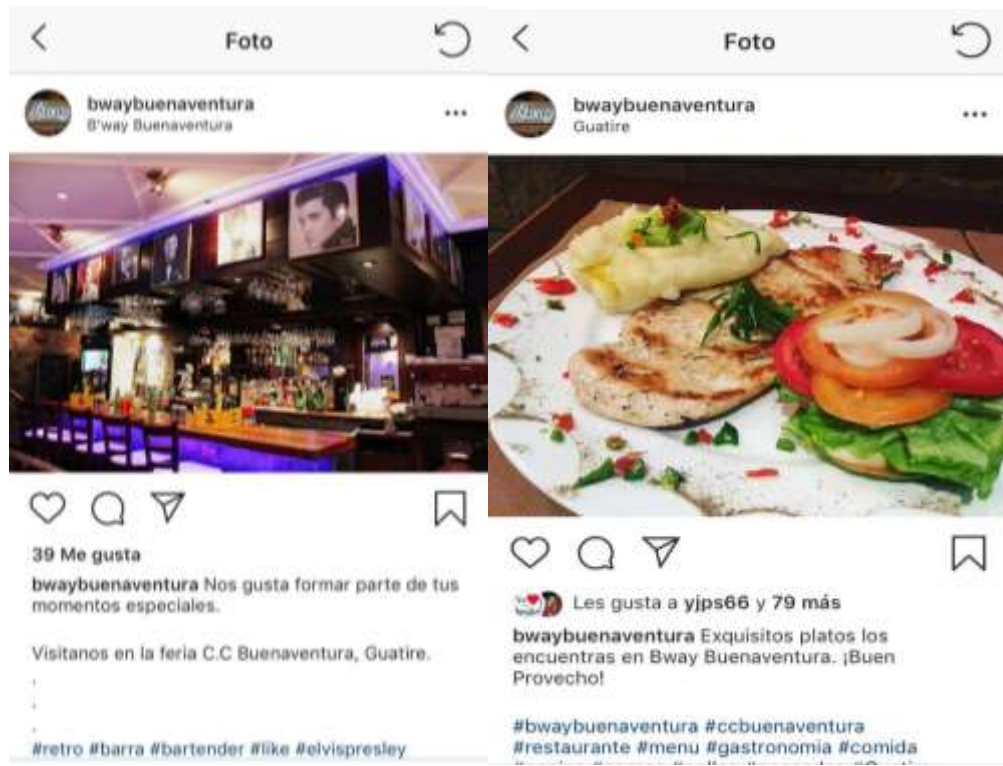 Foto
bwaybuenaventura
B'way Buenaventura
39 Me gusta
bwaybuenaventura Nos gusta formar parte de tus
momentos especiales.
Visitanos en la feria C.C Buenaventura, Guatire.
.
.
.
#retro #barra #bartender #like #elvispresley
Foto
bwaybuenaventura
Guatire
Les gusta a yjps66 y 79 más
bwaybuenaventura Exquisitos platos los
encuentras en Bway Buenaventura. ¡Buen
Provecho!
#bwaybuenaventura #ccbuenaventura
#restaurante #menu #gastronomia #comida